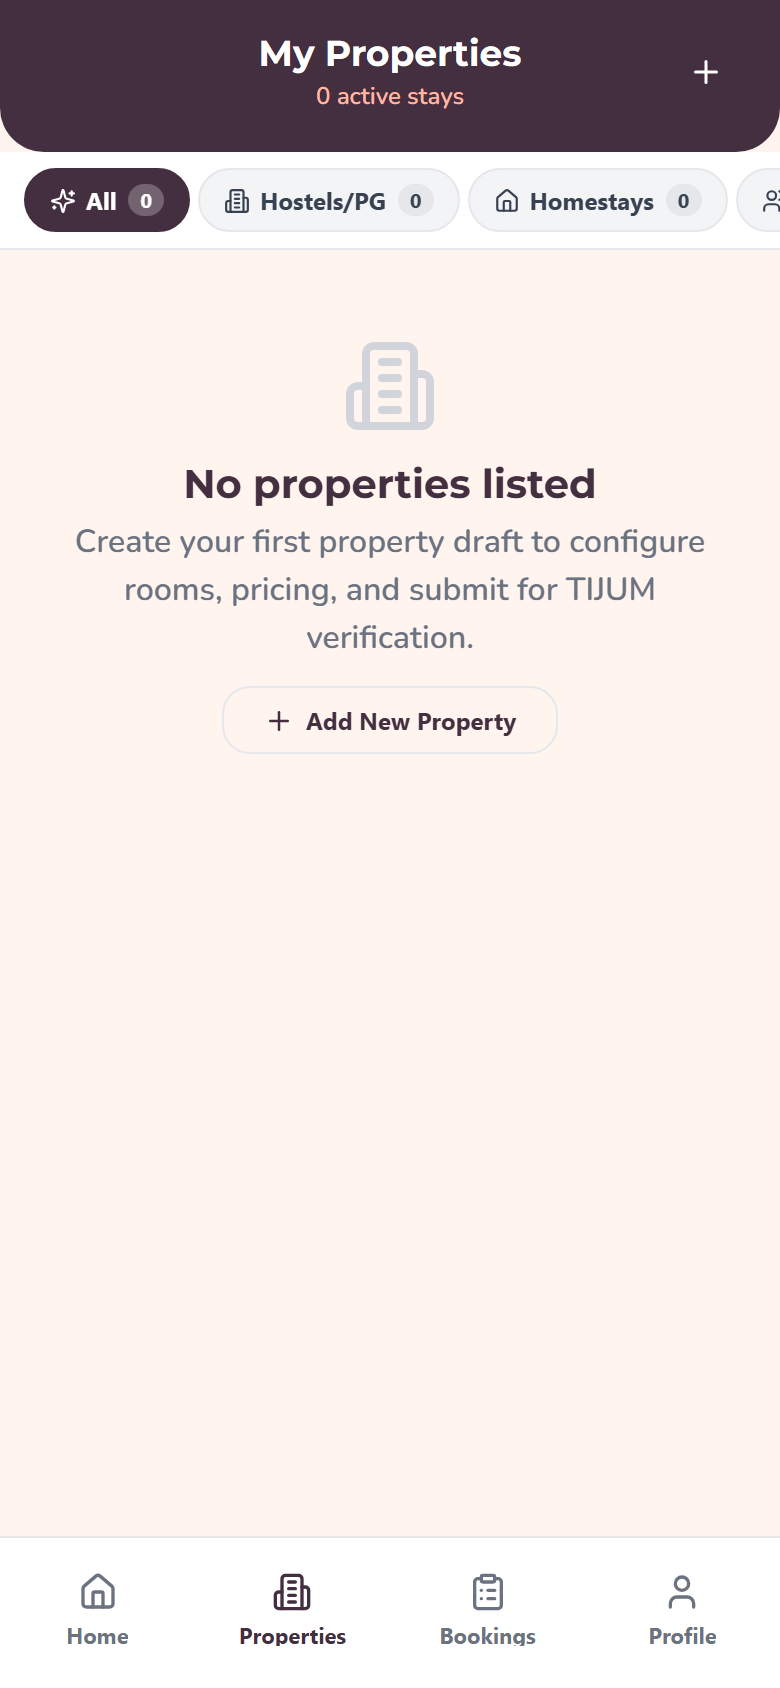 My Properties
0 active stays
All 0
Hostels/PG 0
Homestays 0
No properties listed
Create your first property draft to configure
rooms, pricing, and submit for TIJUM
verification.
Add New Property
Home
Properties
Bookings
Profile